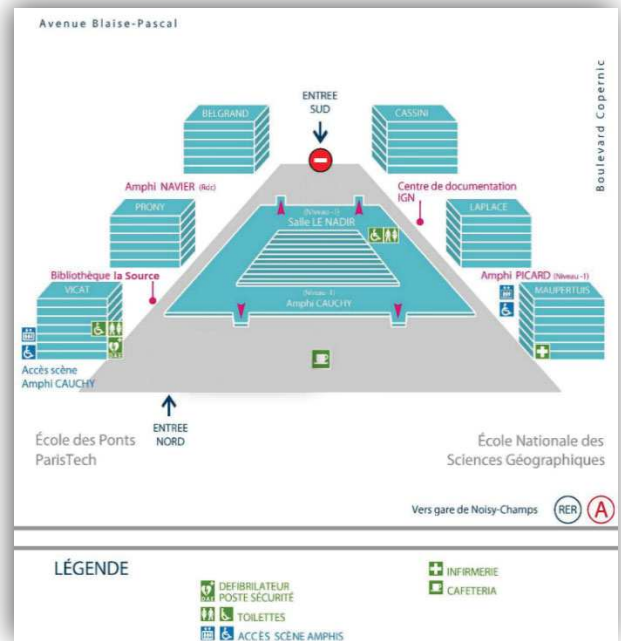 Avenue Blaise-Pascal
Boulevard Copernic
ENTREE
SUD
BELGRAND
CASSINI
Amphi NAVIER (Rdc)
Centre de documentation
IGN
PRONY
(Niveau -1)
Salle LE NADIR
LAPLACE
Bibliothèque la Source
Amphi PICARD (Niveau -1)
VICAT
(Niveau -1)
Amphi CAUCHY
MAUPERTUIS
Accès scène
Amphi CAUCHY
ENTREE
NORD
École des Ponts
ParisTech
École Nationale des
Sciences Géographiques
Vers gare de Noisy-Champs RER A
LÉGENDE
DEFIBRILATEUR
POSTE SÉCURITÉ
TOILETTES
ACCÈS SCÈNE AMPHIS
INFIRMERIE
CAFETERIA